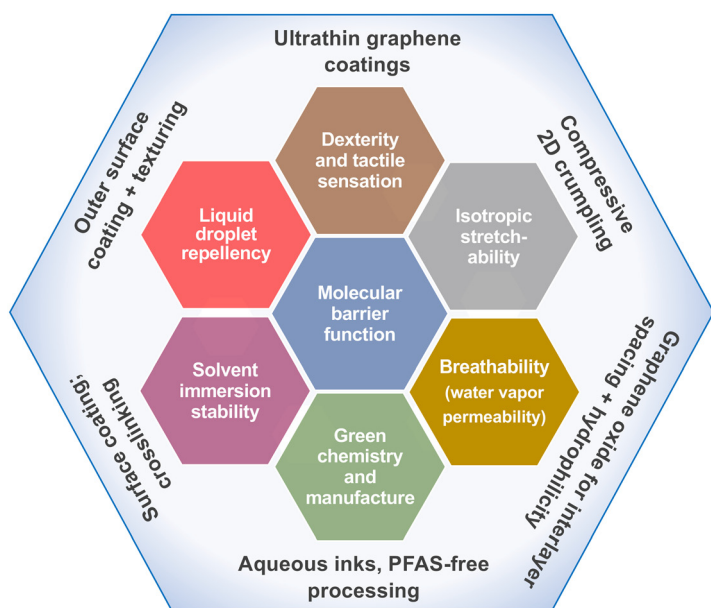 Ultrathin graphene
coatings
Outer surface
coating + texturing
Compressive
2D crumpling
Dexterity
and tactile
sensation
Liquid
droplet
repellency
Isotropic
stretch-
ability
Molecular
barrier
function
Solvent
immersion
stability
Breathability
(water vapor
permeability)
Green
chemistry
and
manufacture
Surface coating;
crosslinking
Graphene oxide for interlayer
spacing + hydrophilicity
Aqueous inks, PFAS-free
processing